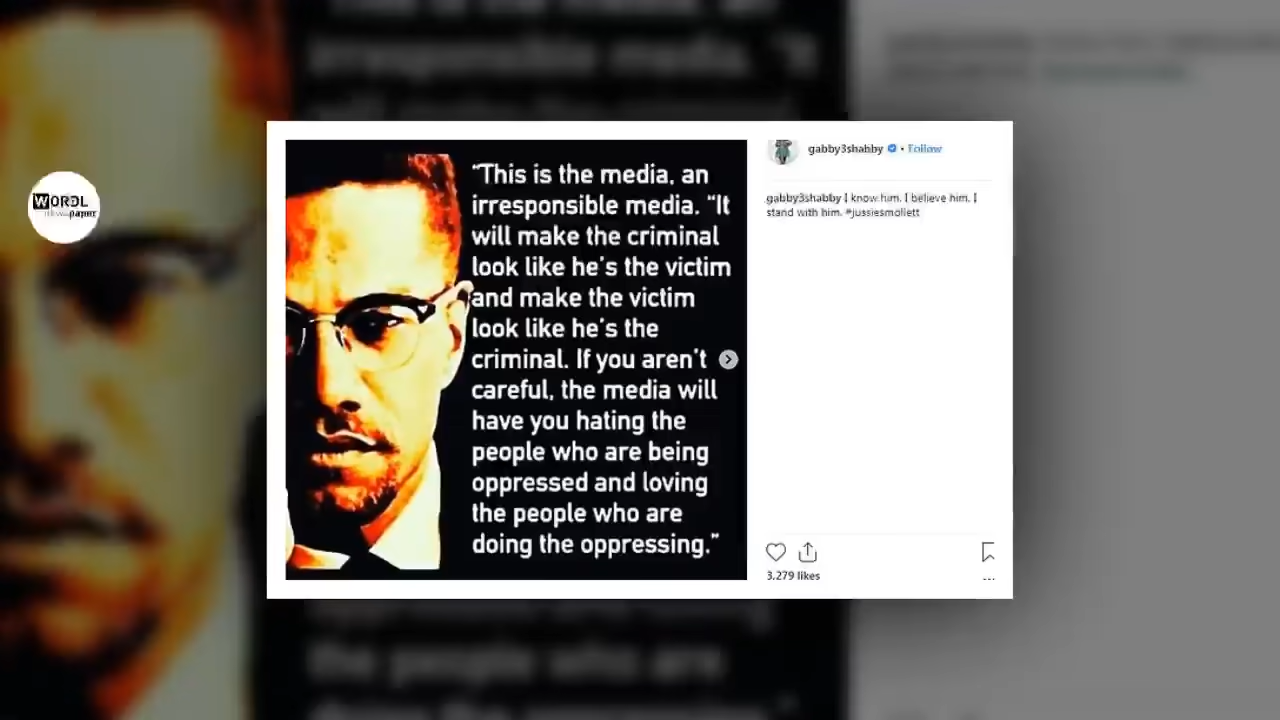 WORDL
newspaper
"This is the media, an
irresponsible media. "It
will make the criminal
look like he's the victim
and make the victim
look like he's the
criminal. If you aren't
careful, the media will
have you hating the
people who are being
oppressed and loving
the people who are
doing the oppressing."
gabby3shabby • Follow
gabby3shabby I know him. I believe him. I
stand with him. #jussiesmollett
3,279 likes